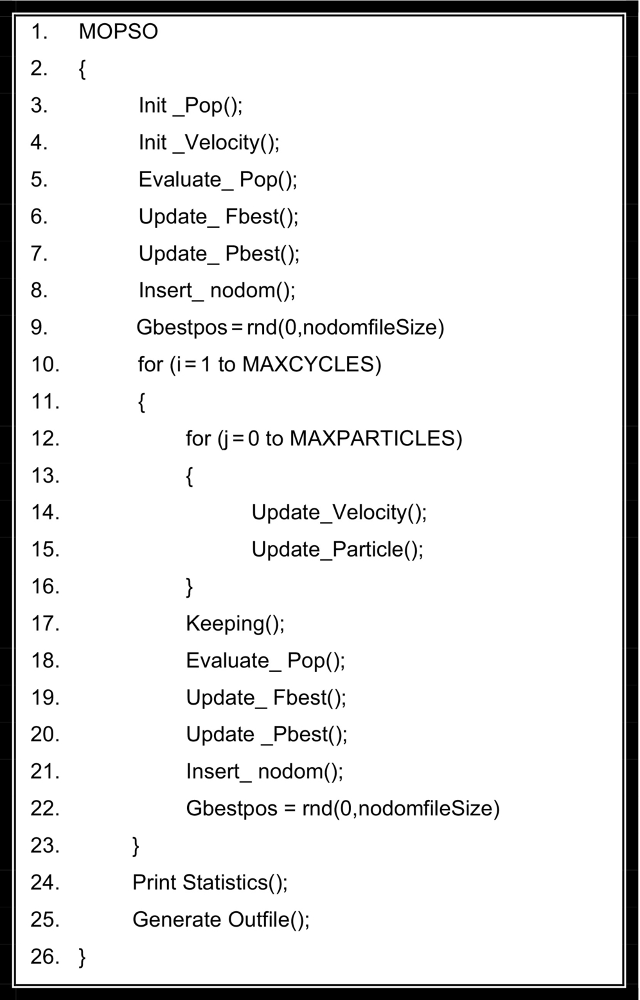 1. MOPSO
2. {
3. Init _Pop();
4. Init _Velocity();
5. Evaluate_ Pop();
6. Update_ Fbest();
7. Update_ Pbest();
8. Insert_ nodom();
9. Gbestpos = rnd(0,nodomfileSize)
10. for (i = 1 to MAXCYCLES)
11. {
12. for (j = 0 to MAXPARTICLES)
13. {
14. Update_Velocity();
15. Update_Particle();
16. }
17. Keeping();
18. Evaluate_ Pop();
19. Update_ Fbest();
20. Update _Pbest();
21. Insert_ nodom();
22. Gbestpos = rnd(0,nodomfileSize)
23. }
24. Print Statistics();
25. Generate Outfile();
26. }